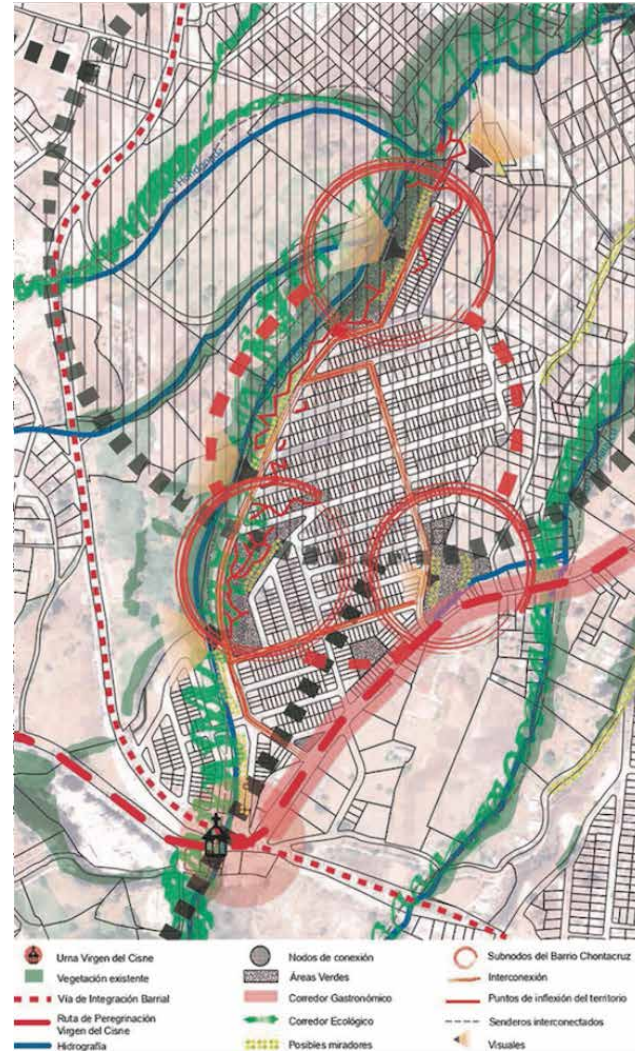 Urna Virgen del Cisne
Vegetación existente
Vía de Integración Barrial
Ruta de Peregrinación
Virgen del Cisne
Hidrografía
Nodos de conexión
Áreas Verdes
Corredor Gastronómico
Corredor Ecológico
Posibles miradores
Subnodos del Barrio Chontacruz
Interconexión
Puntos de inflexión del territorio
Senderos interconectados
Visuales